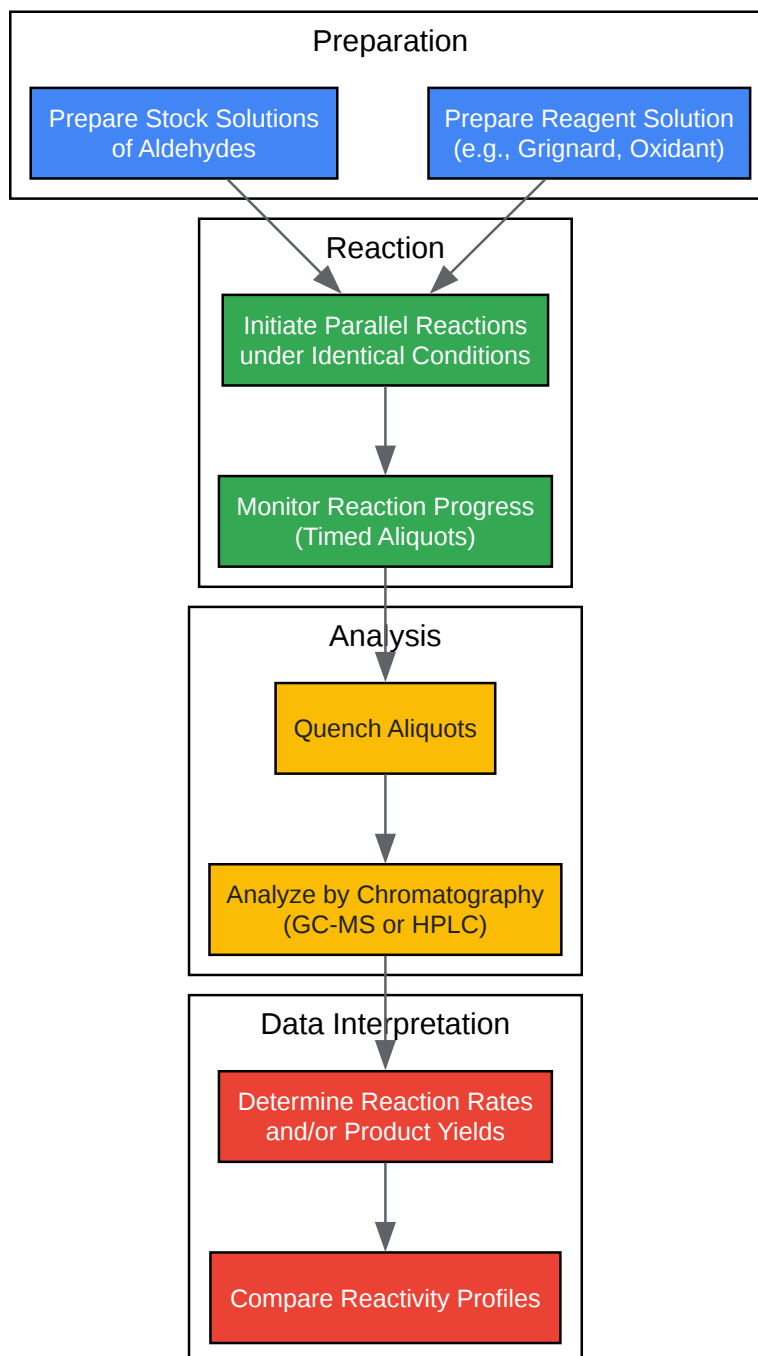 Preparation
Prepare Stock Solutions
of Aldehydes
Prepare Reagent Solution
(e.g., Grignard, Oxidant)
Reaction
Initiate Parallel Reactions
under Identical Conditions
Monitor Reaction Progress
(Timed Aliquots)
Analysis
Quench Aliquots
Analyze by Chromatography
(GC-MS or HPLC)
Data Interpretation
Determine Reaction Rates
and/or Product Yields
Compare Reactivity Profiles